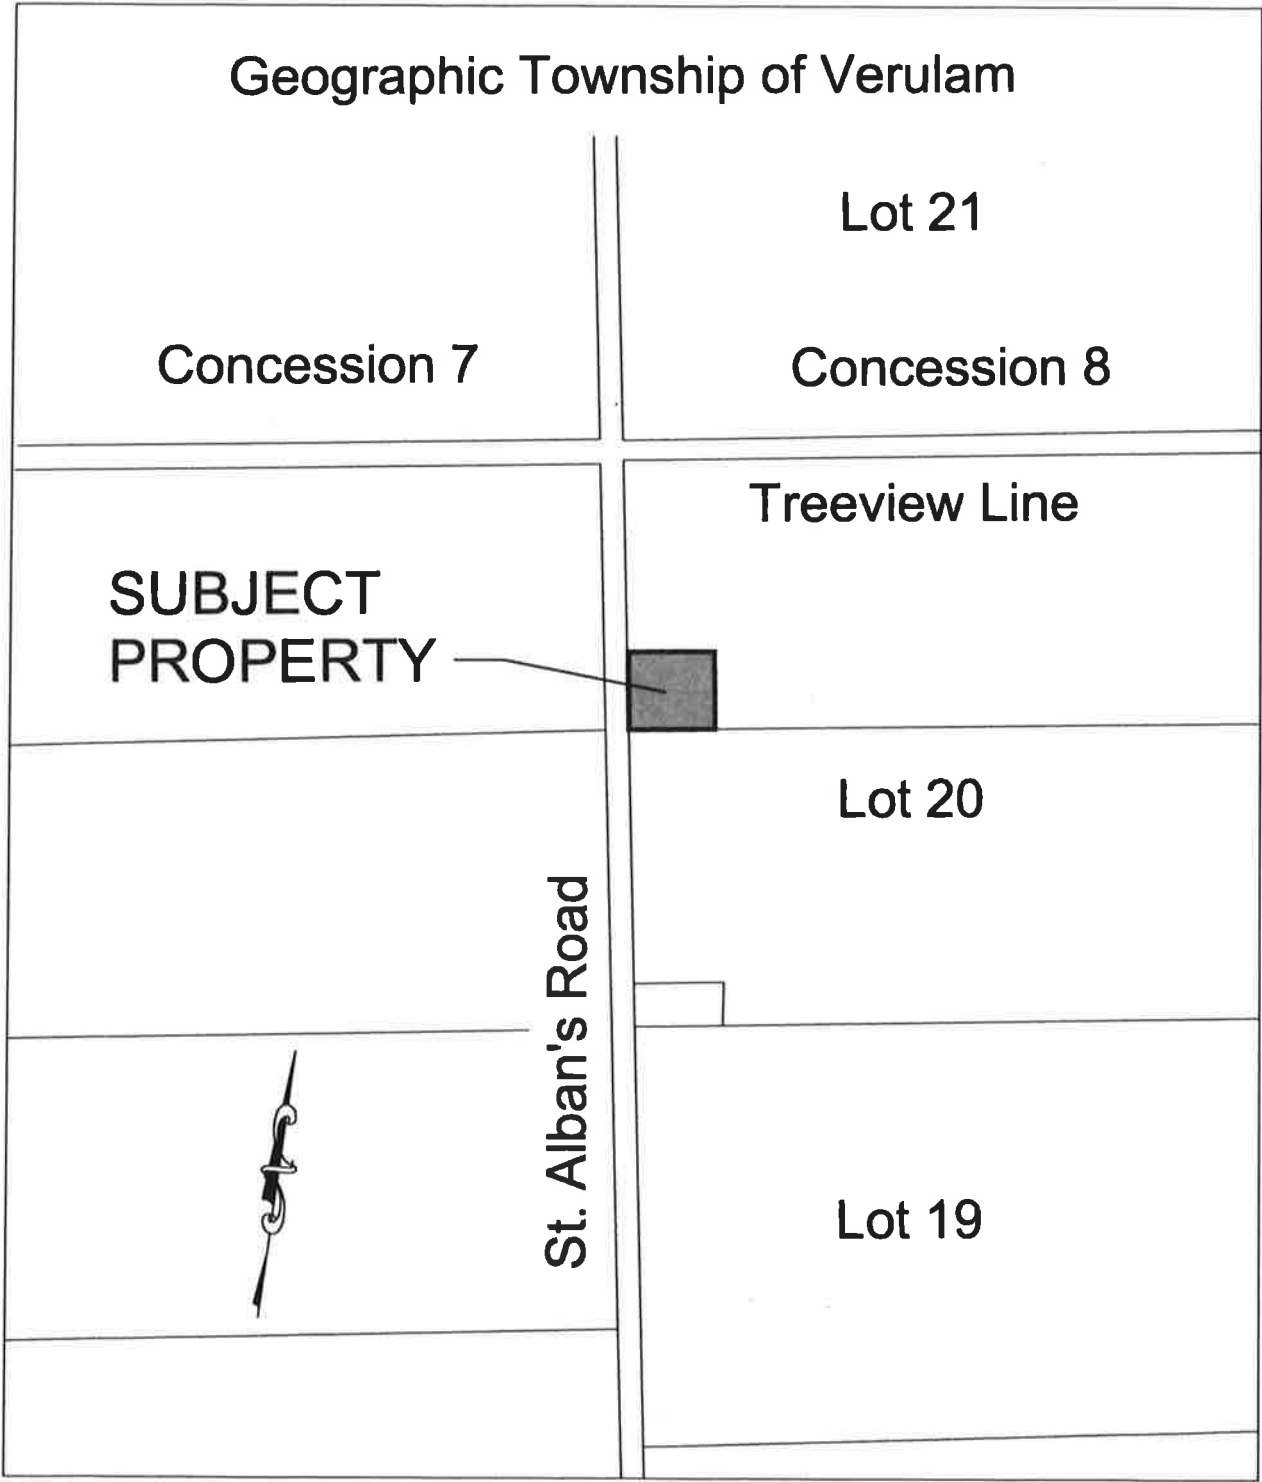 Geographic Township of Verulam
Lot 21
Concession 7
Concession 8
Treeview Line
SUBJECT
PROPERTY
Lot 20
St. Alban's Road
Lot 19